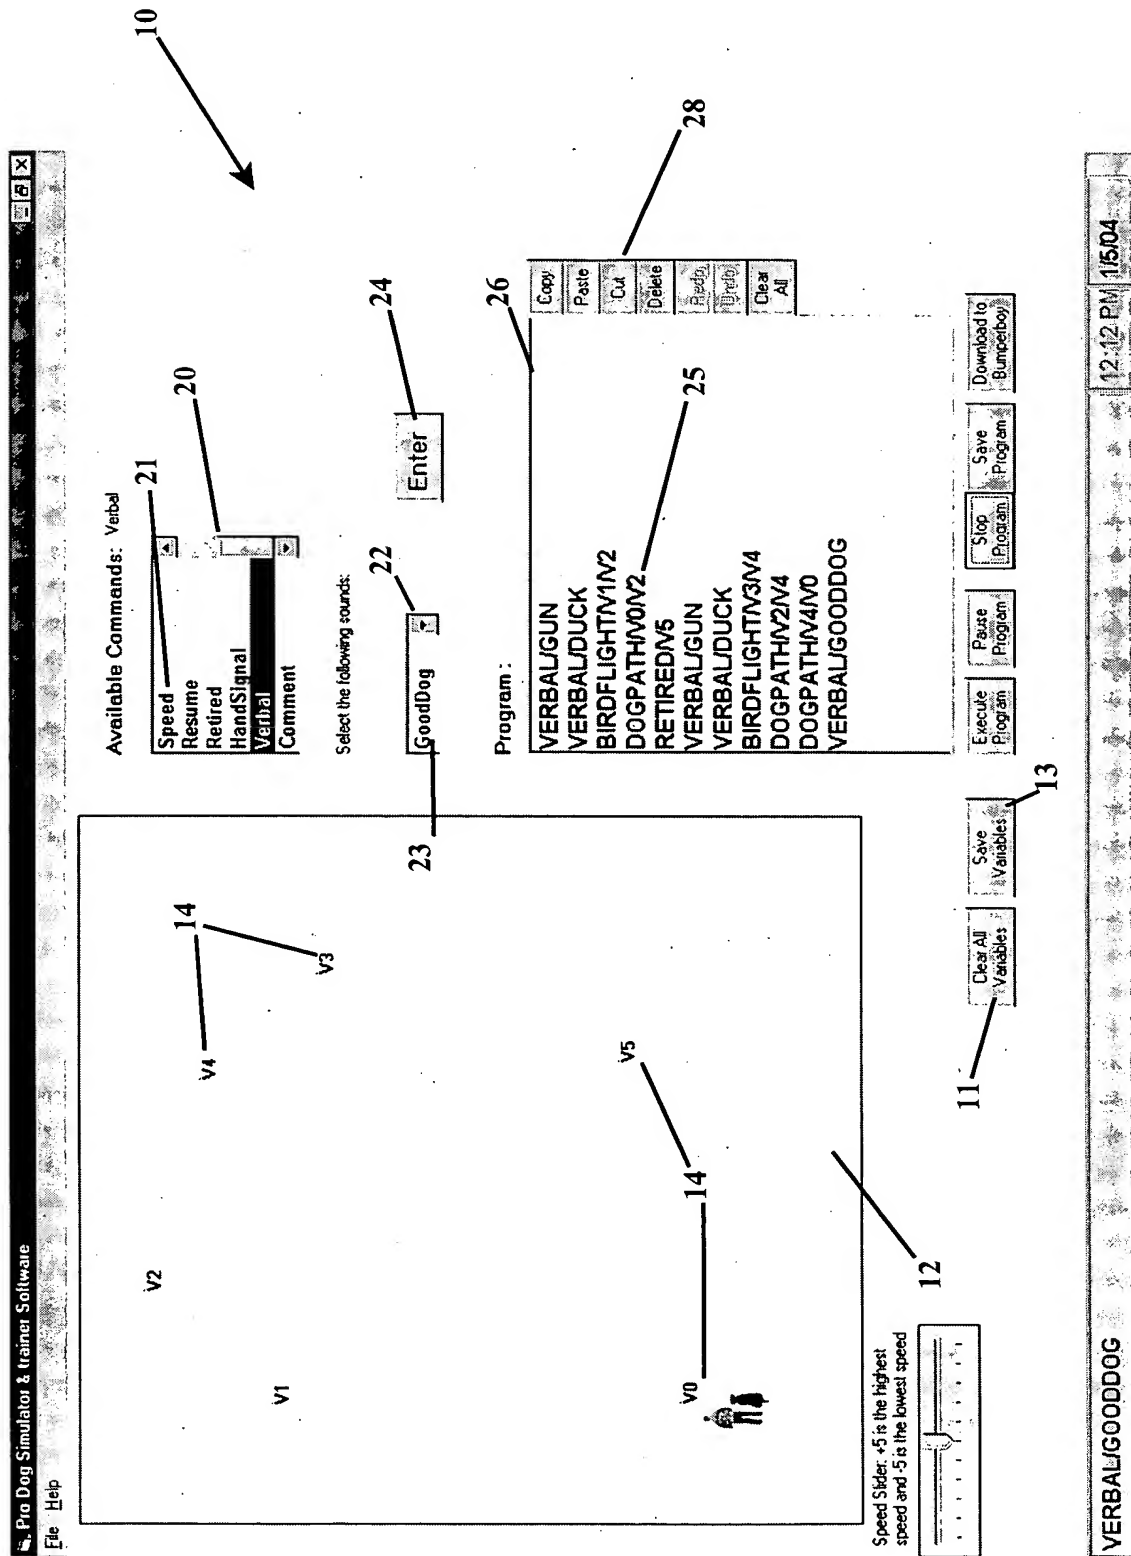 Pro Dog Simulator & trainer Software
File Help
10
Available Commands: Verbal
21
Speed
Resume
Retired
HandSignal
Verbal
Comment
20
Select the following sounds:
22
GoodDog
23
Enter
24
V2
V4
14
V1
V3
V5
14
V0
12
Program:
26
VERBAL/GUN
VERBAL/DUCK
BIRDFLIGHT/V1/V2
DOGPATH/V0/V2
RETIRED/V5
VERBAL/GUN
VERBAL/DUCK
BIRDFLIGHT/V3/V4
DOGPATH/V2/V4
DOGPATH/V4/V0
VERBAL/GOODDOG
25
Copy
Paste
Cut
Delete
Redo
Undo
Clear
All
28
Speed Slider: +5 is the highest
speed and -5 is the lowest speed
11
Clear All
Variables
Save
Variables
13
Execute
Program
Pause
Program
Stop
Program
Save
Program
Download to
Bumperboy
VERBAL/GOODDOG
12:12 PM
1/5/04